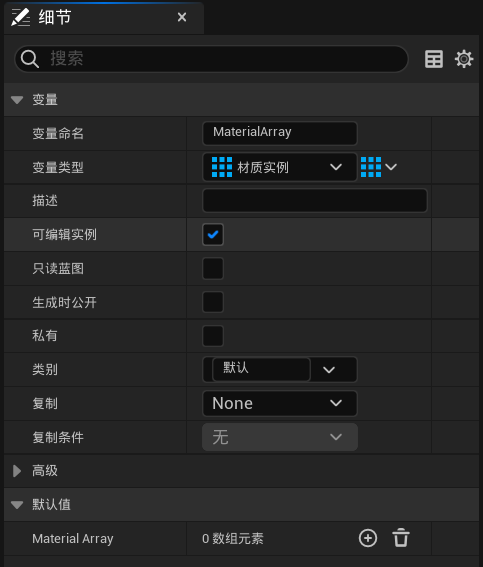 细节
搜索
变量
变量命名 MaterialArray
变量类型 材质实例
描述
可编辑实例
只读蓝图
生成时公开
私有
类别 默认
复制 None
复制条件 无
高级
默认值
Material Array 0 数组元素